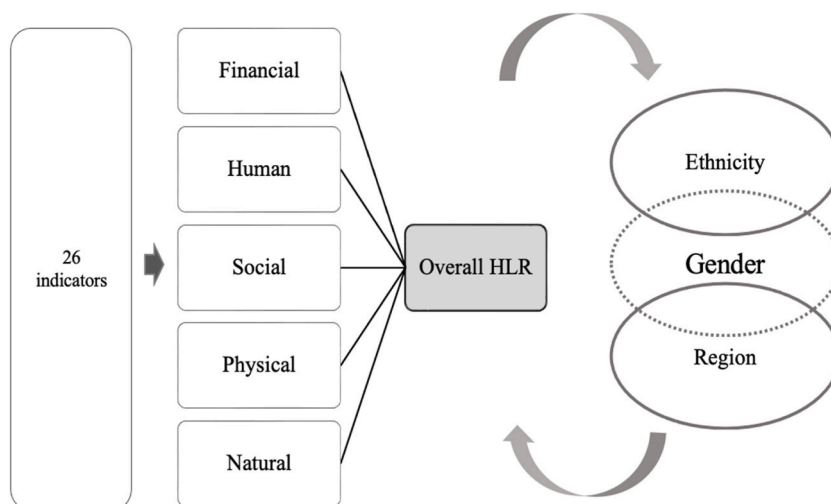 26
indicators
Financial
Human
Social
Physical
Natural
Overall HLR
Ethnicity
Gender
Region